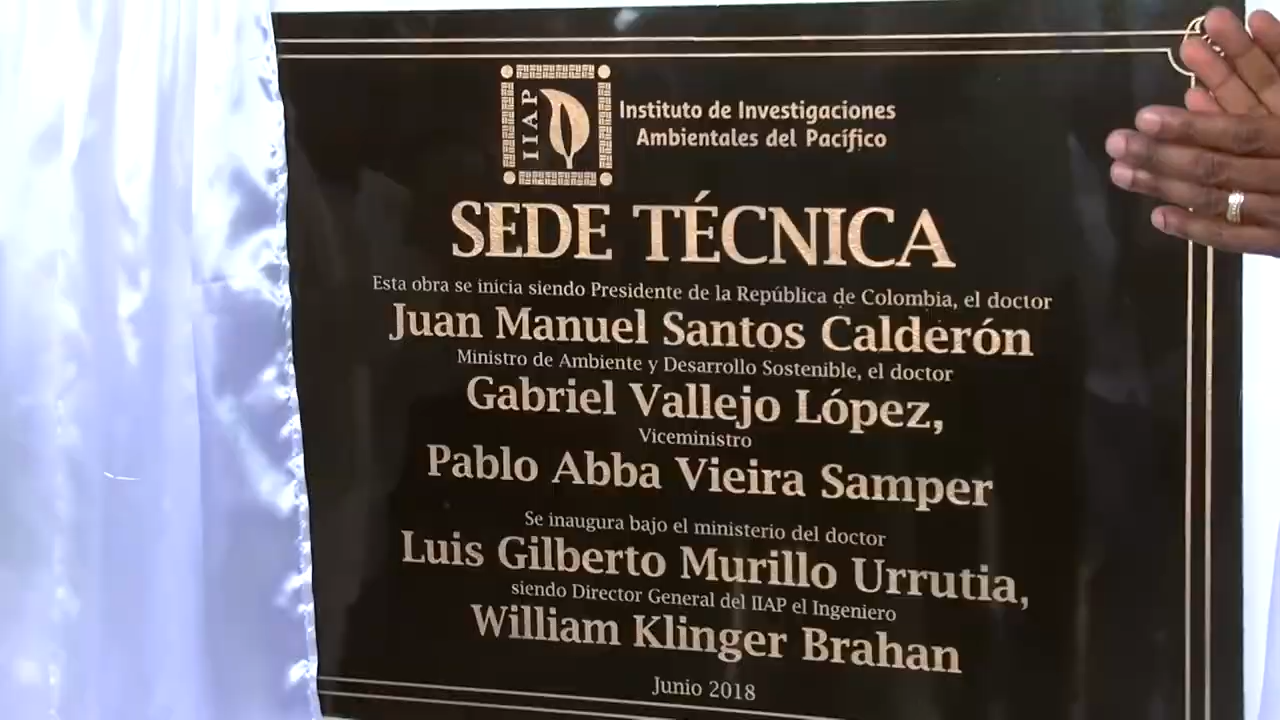 IIAP
Instituto de Investigaciones
Ambientales del Pacífico
SEDE TÉCNICA
Esta obra se inicia siendo Presidente de la República de Colombia, el doctor
Juan Manuel Santos Calderón
Ministro de Ambiente y Desarrollo Sostenible, el doctor
Gabriel Vallejo López,
Viceministro
Pablo Abba Vieira Samper
Se inaugura bajo el ministerio del doctor
Luis Gilberto Murillo Urrutia,
siendo Director General del IIAP el Ingeniero
William Klinger Brahan
Junio 2018